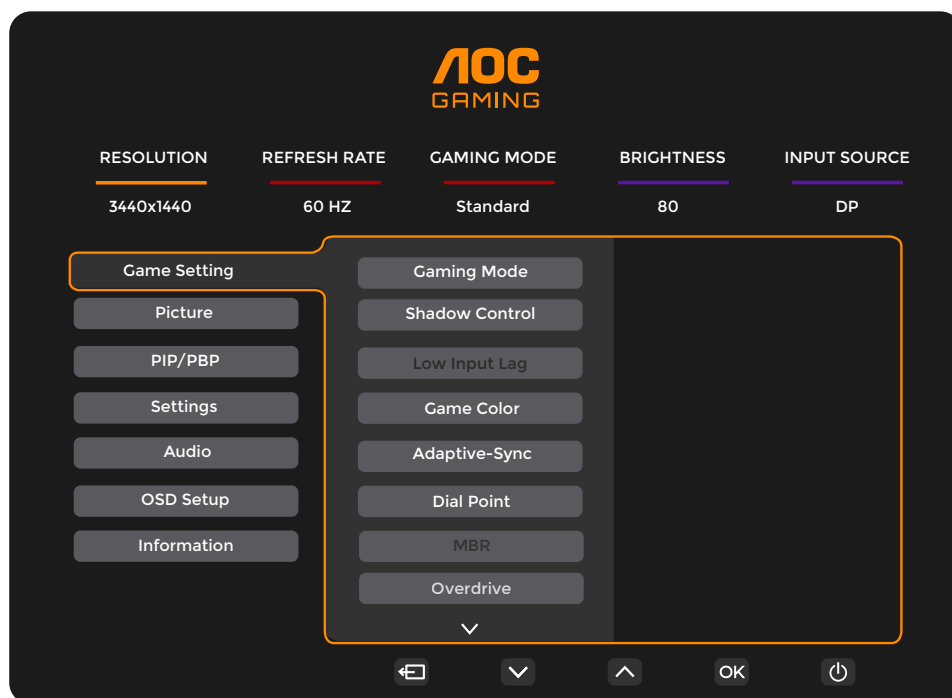 AOC
GAMING
RESOLUTION REFRESH RATE GAMING MODE BRIGHTNESS INPUT SOURCE
3440x1440 60 HZ Standard 80 DP
Game Setting
Picture
PIP/PBP
Settings
Audio
OSD Setup
Information
Gaming Mode
Shadow Control
Low Input Lag
Game Color
Adaptive-Sync
Dial Point
MBR
Overdrive
OK